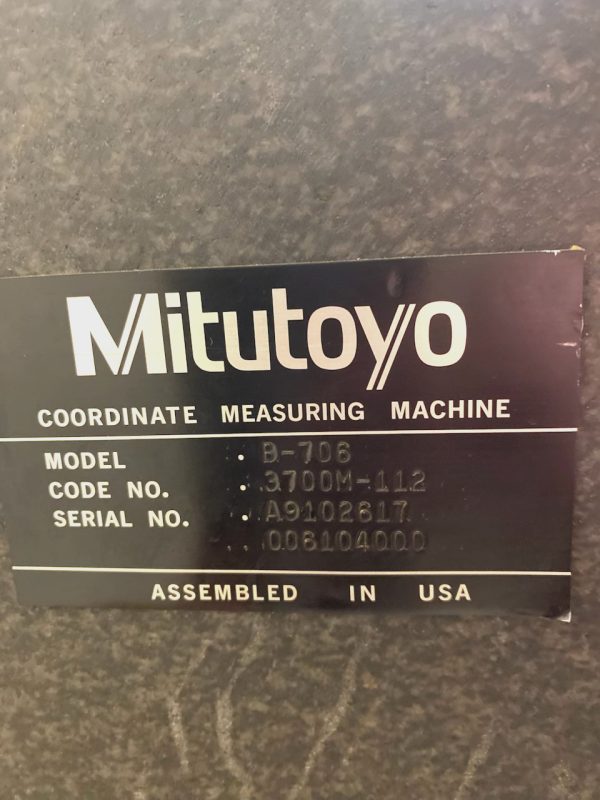 Mitutoyo
COORDINATE MEASURING MACHINE
MODEL . B-706
CODE NO. . 3700M-112
SERIAL NO. . A9102617
006104000
ASSEMBLED IN USA